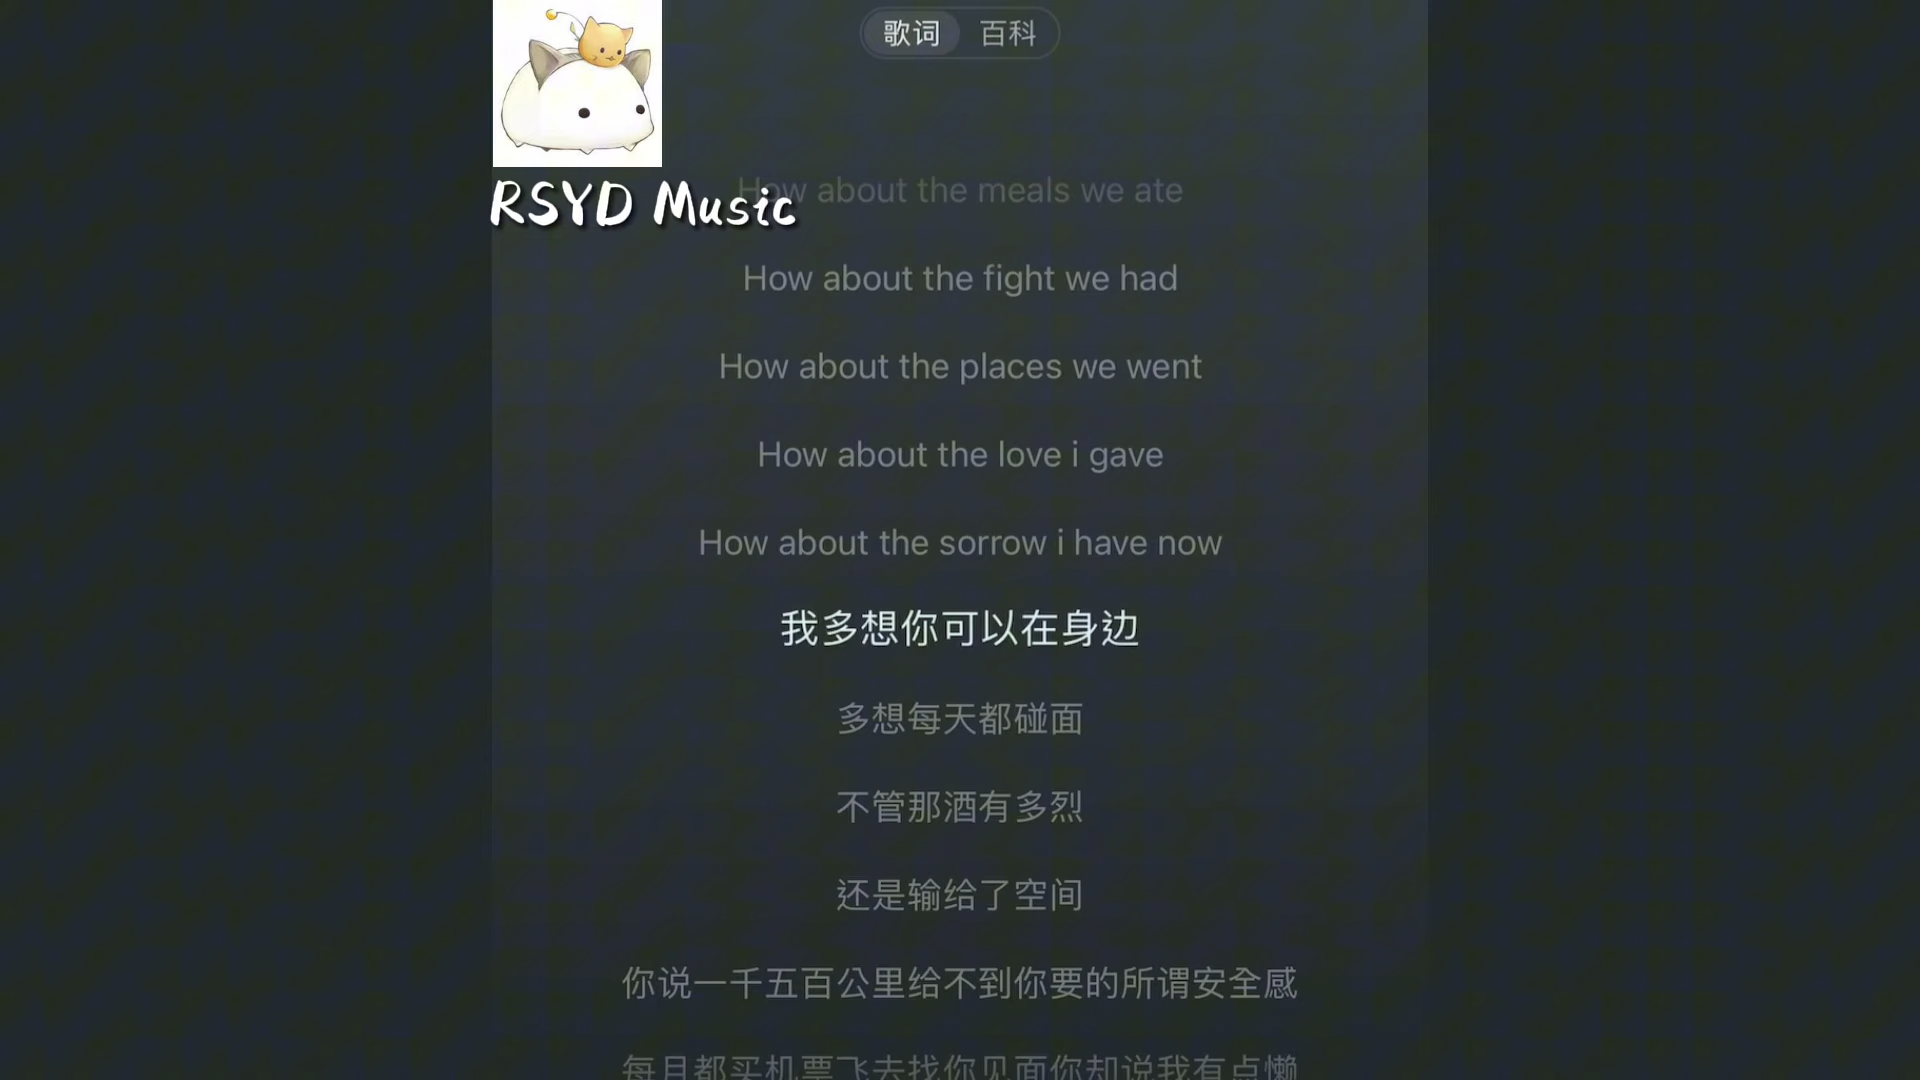 歌词 百科
How about the meals we ate
RSYD Music
How about the fight we had
How about the places we went
How about the love i gave
How about the sorrow i have now
我多想你可以在身边
多想每天都碰面
不管那酒有多烈
还是输给了空间
你说一千五百公里给不到你要的所谓安全感
每月都买机票飞去找你见面你却说我有点懒